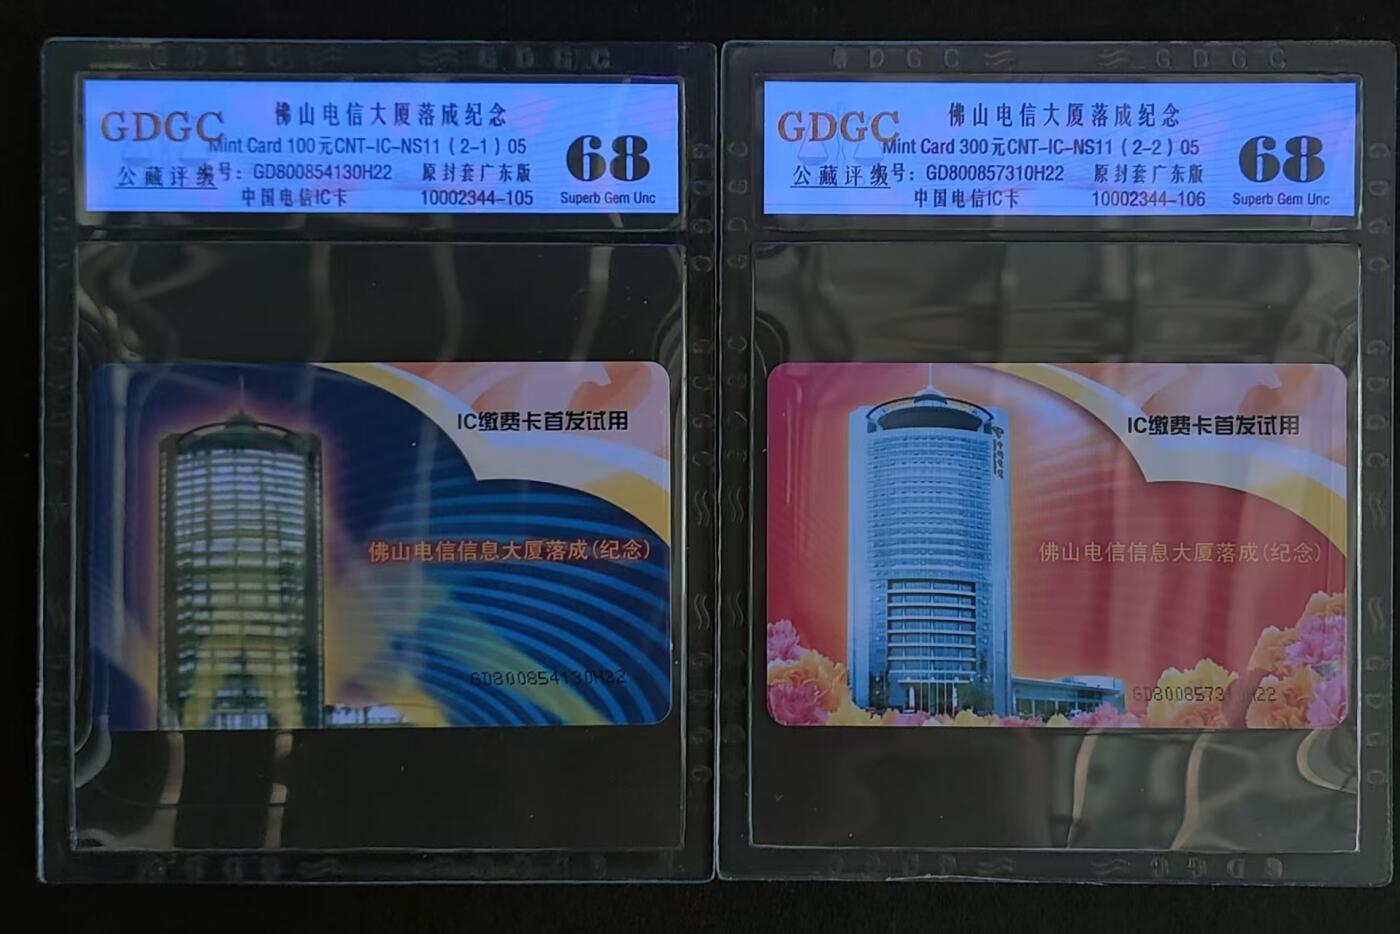 GDGC
公藏评级
佛山电信大厦落成纪念
Mint Card 100元CNT-IC-NS11 (2-1) 05
编号: GD800854130H22 原封套广东版
中国电信IC卡 10002344-105
68
Superb Gem Unc
IC缴费卡首发试用
佛山电信信息大厦落成(纪念)
GD800854130H22
GDGC
公藏评级
佛山电信大厦落成纪念
Mint Card 300元CNT-IC-NS11 (2-2) 05
编号: GD800857310H22 原封套广东版
中国电信IC卡 10002344-106
68
Superb Gem Unc
IC缴费卡首发试用
佛山电信信息大厦落成(纪念)
GD800857310H22